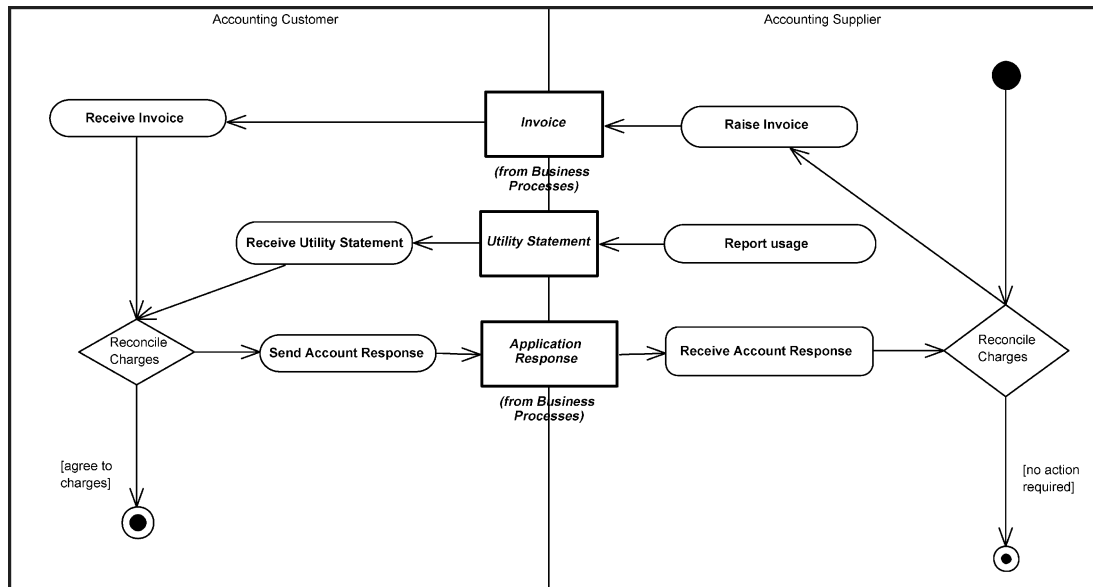 Accounting Customer
Accounting Supplier
Receive Invoice
Invoice
Raise Invoice
(from Business
Processes)
Receive Utility Statement
Utility Statement
Report usage
Reconcile
Charges
Send Account Response
Application
Response
Receive Account Response
Reconcile
Charges
(from Business
Processes)
[agree to
charges]
[no action
required]